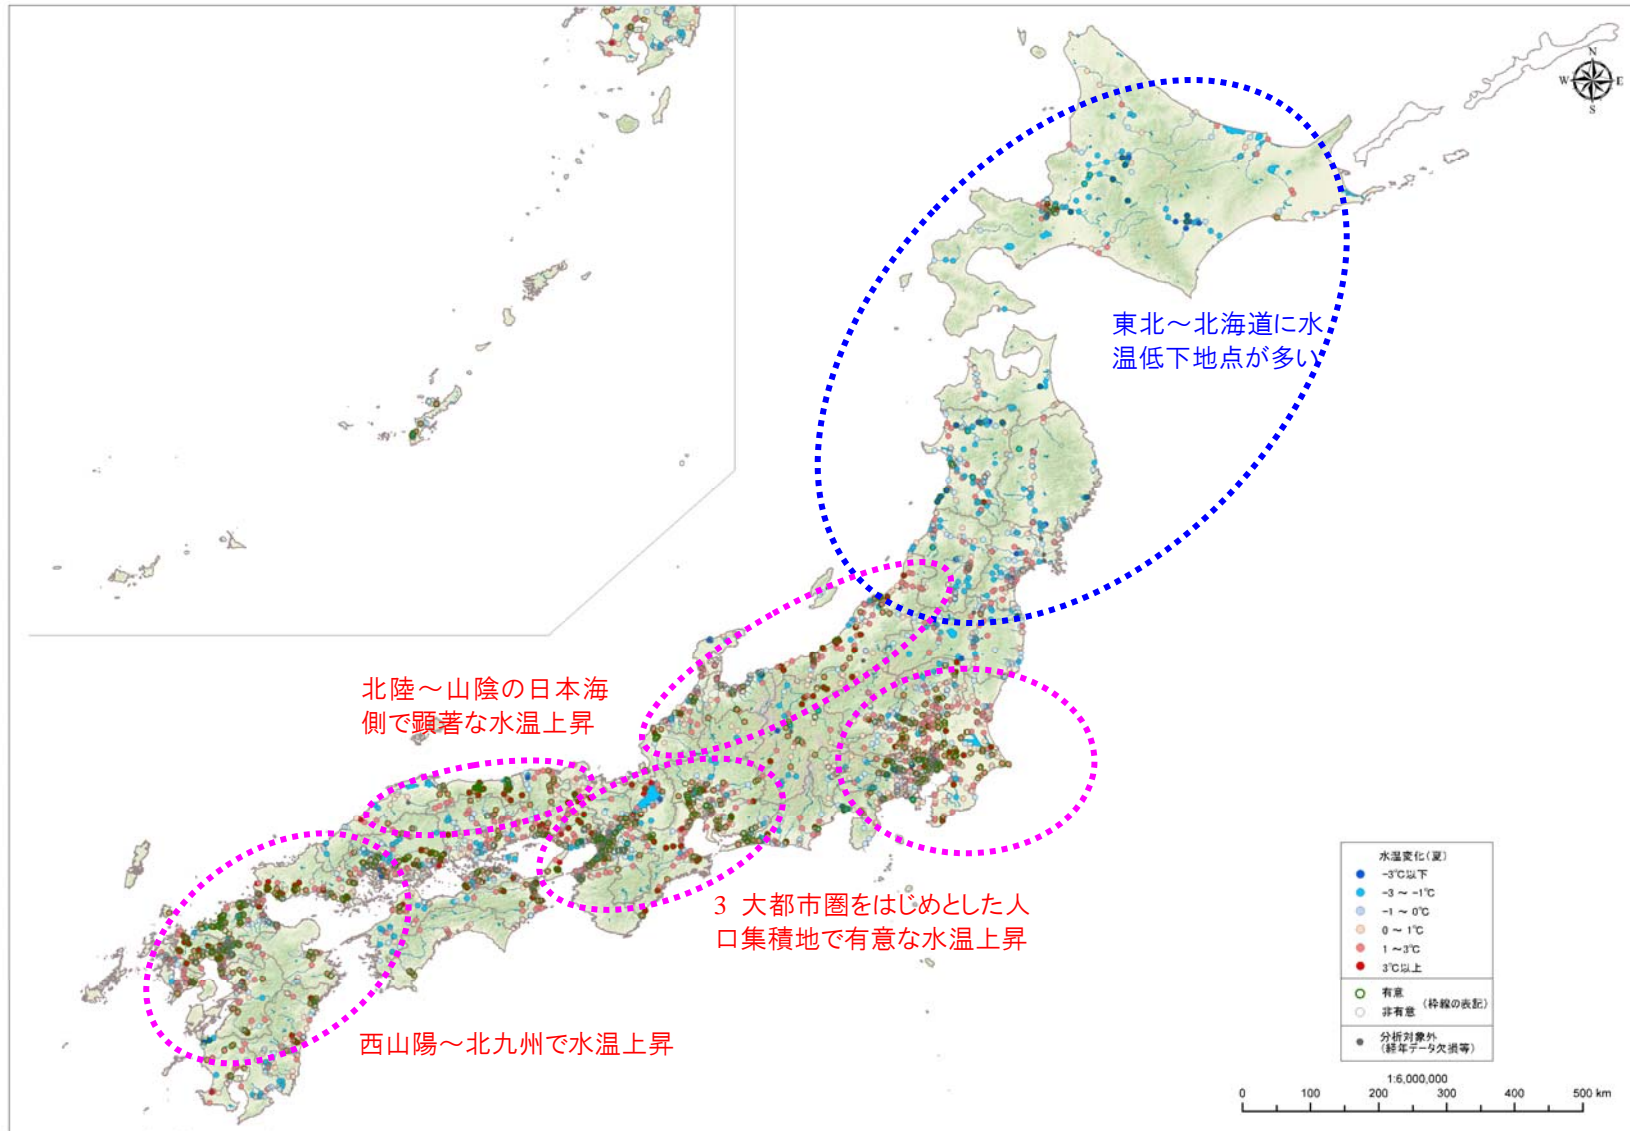 N
W E
S
東北～北海道に水
温低下地点が多い
北陸～山陰の日本海
側で顕著な水温上昇
3 大都市圏をはじめとした人
口集積地で有意な水温上昇
西山陽～北九州で水温上昇
水温変化(夏)
-3℃以下
-3 ～ -1℃
-1 ～ 0℃
0 ～ 1℃
1 ～3℃
3℃以上
有意
(枠線の表記)
非有意
分析対象外
(経年データ欠損等)
1:6,000,000
0 100 200 300 400 500 km